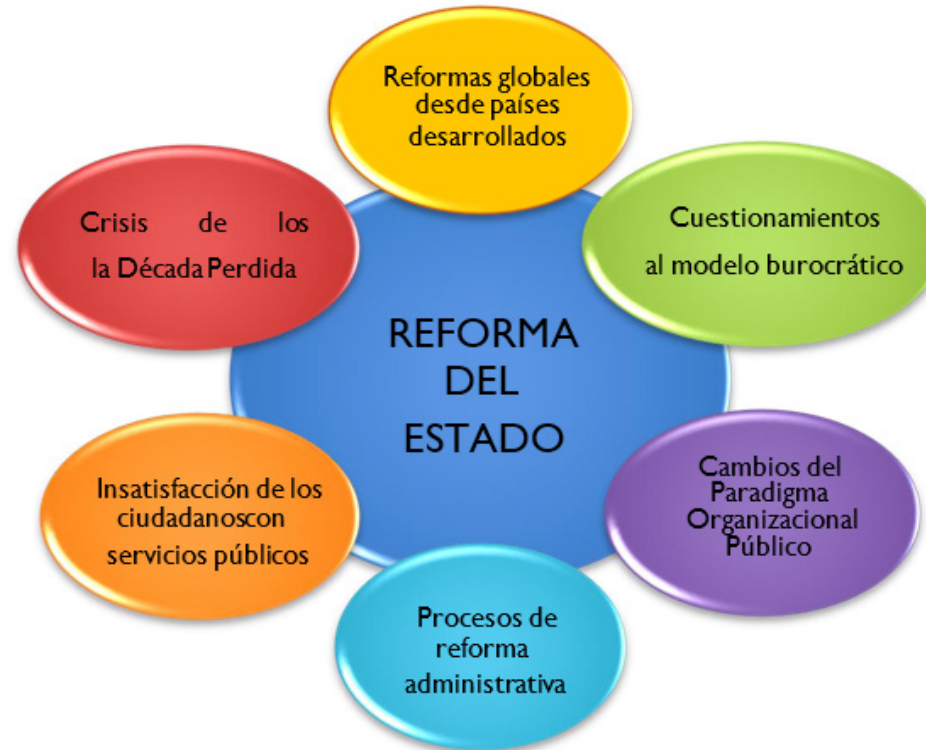 Reformas globales
desde países
desarrollados
Cuestionamientos
al modelo burocrático
Cambios del
Paradigma
Organizacional
Público
Procesos de
reforma
administrativa
Insatisfacción de los
ciudadanoscon
servicios públicos
Crisis de los
la Década Perdida
REFORMA
DEL
ESTADO